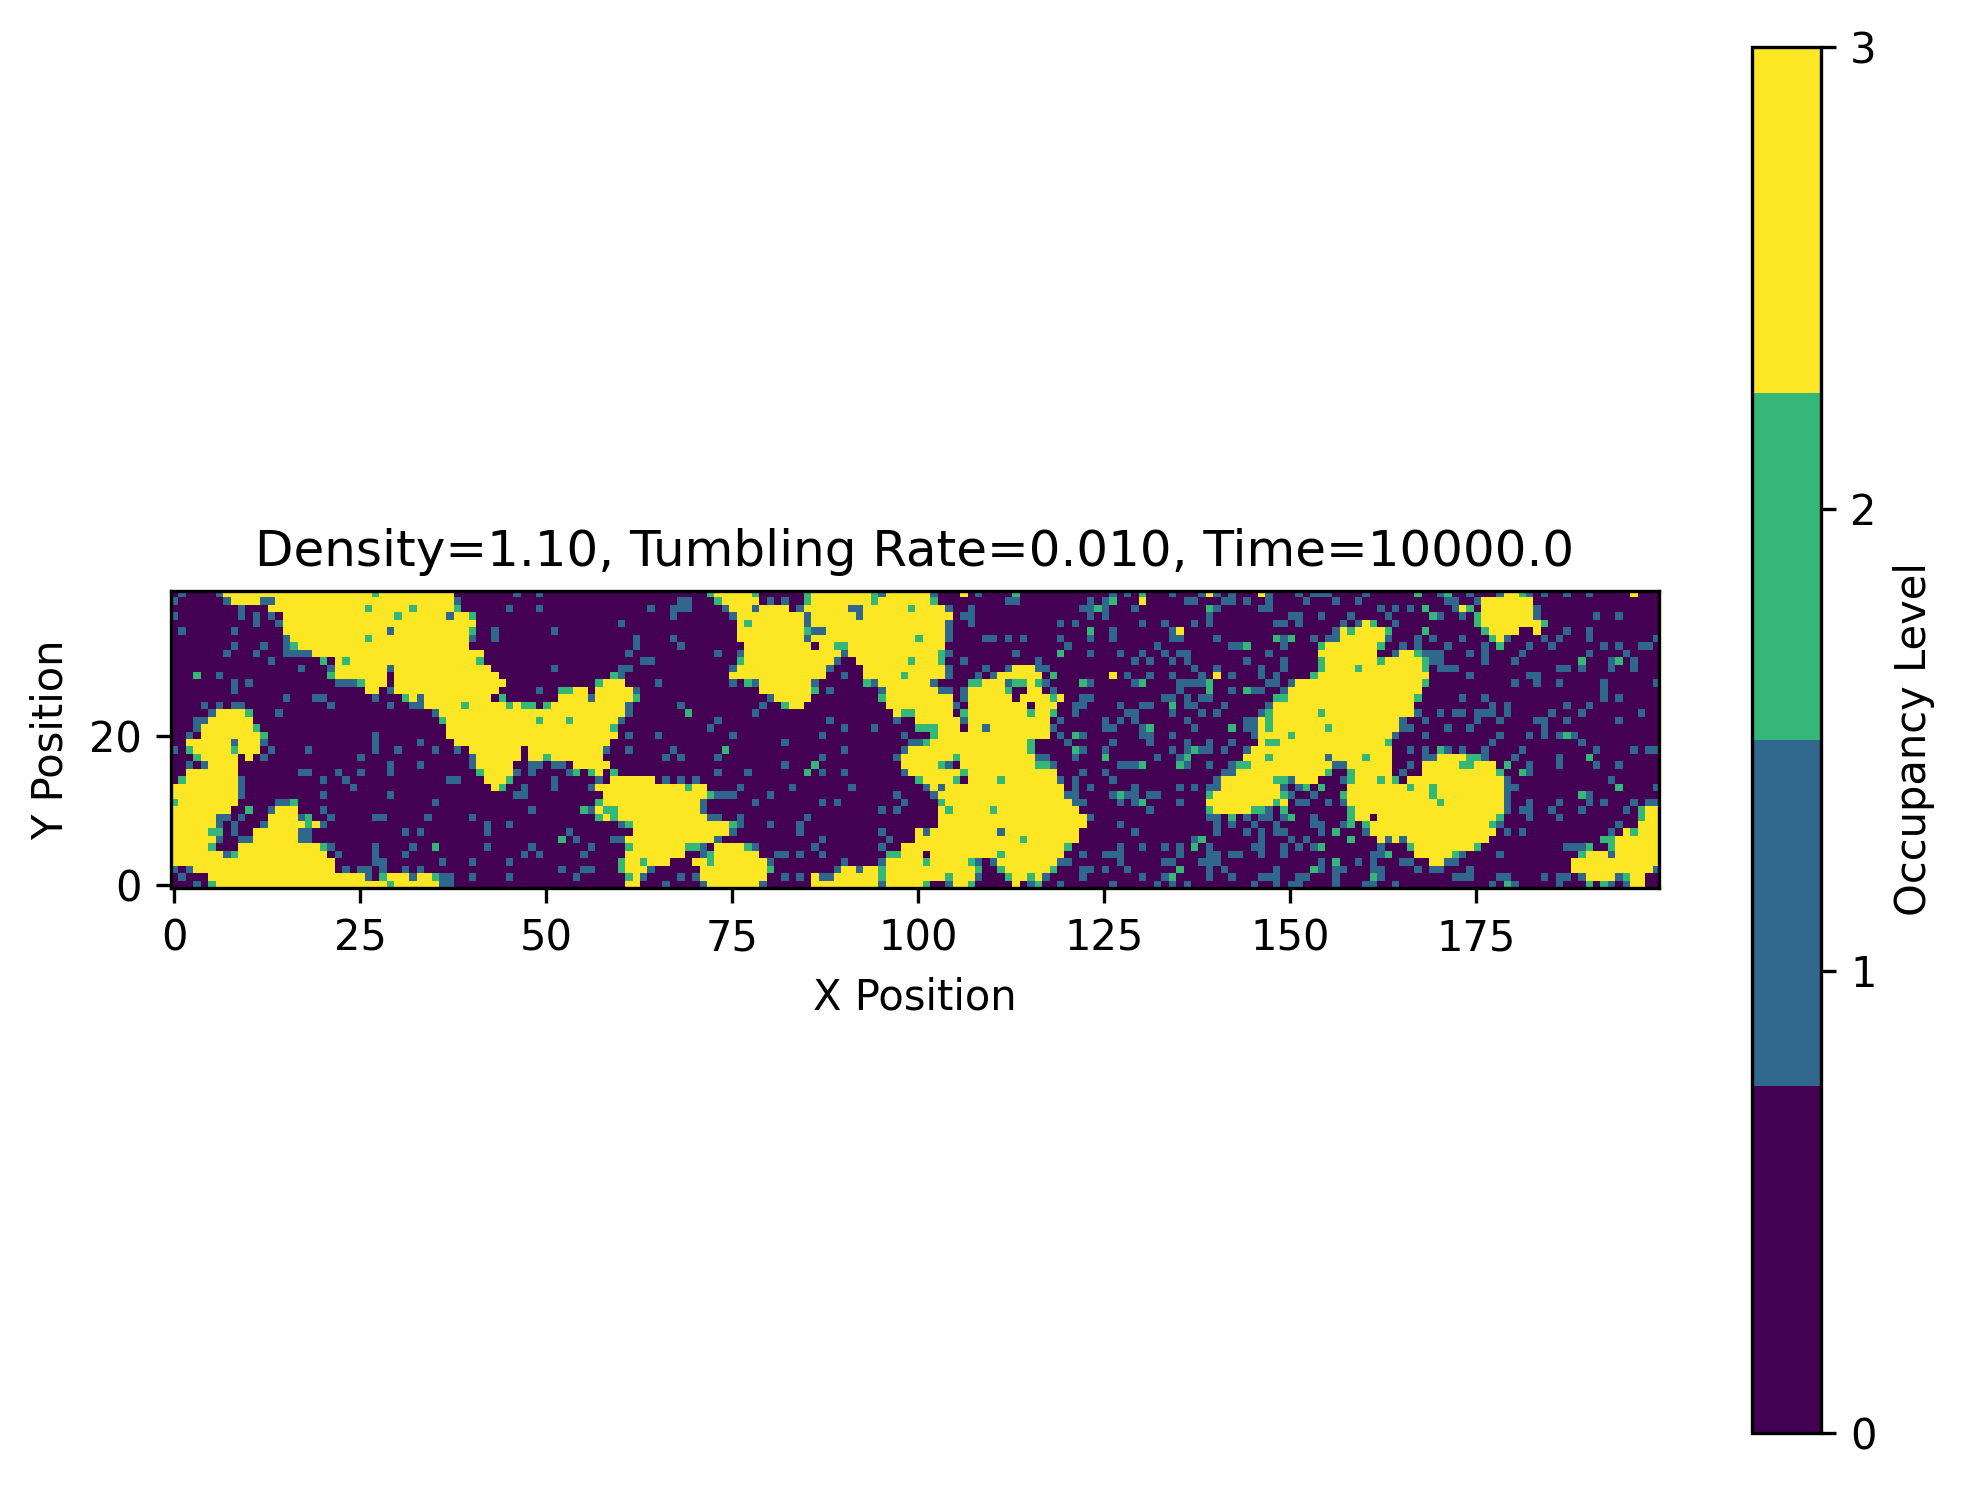 Density=1.10, Tumbling Rate=0.010, Time=10000.0
Y Position
20
0
0 25 50 75 100 125 150 175
X Position
3
2
1
0
Occupancy Level